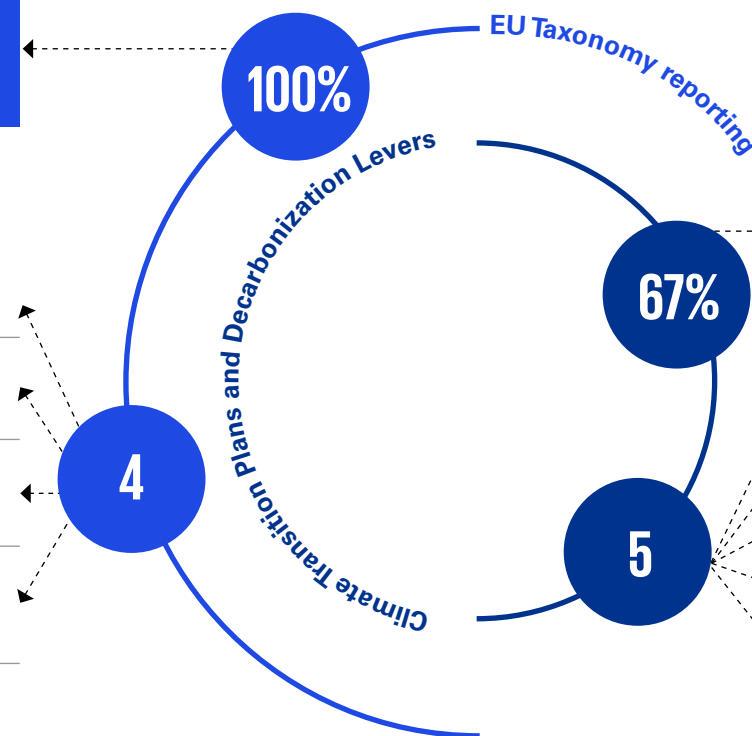 EU Taxonomy reporting
100%
Climate Transition Plans and Decarbonization Levers
67%
4
5